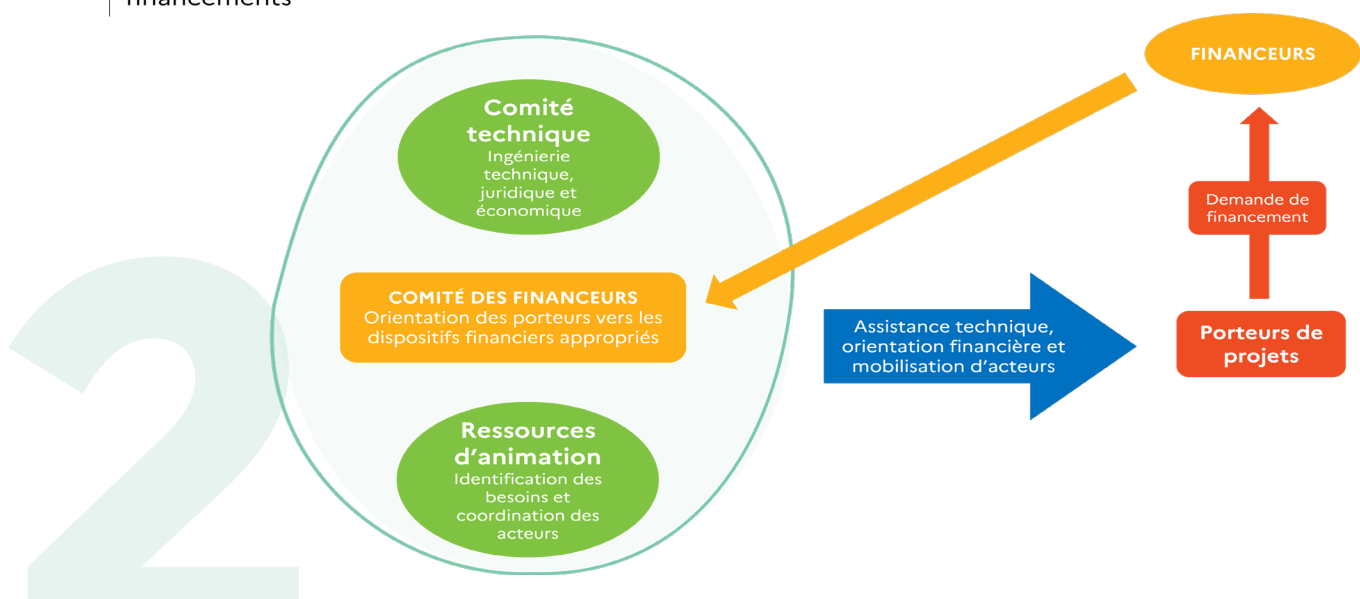 financements
FINANCEURS
Comité
technique
Ingénierie
technique,
juridique et
économique
Demande de
financement
COMITÉ DES FINANCEURS
Orientation des porteurs vers les
dispositifs financiers appropriés
Assistance technique,
orientation financière et
mobilisation d’acteurs
Porteurs de
projets
Ressources
d’animation
Identification des
besoins et
coordination des
acteurs
2